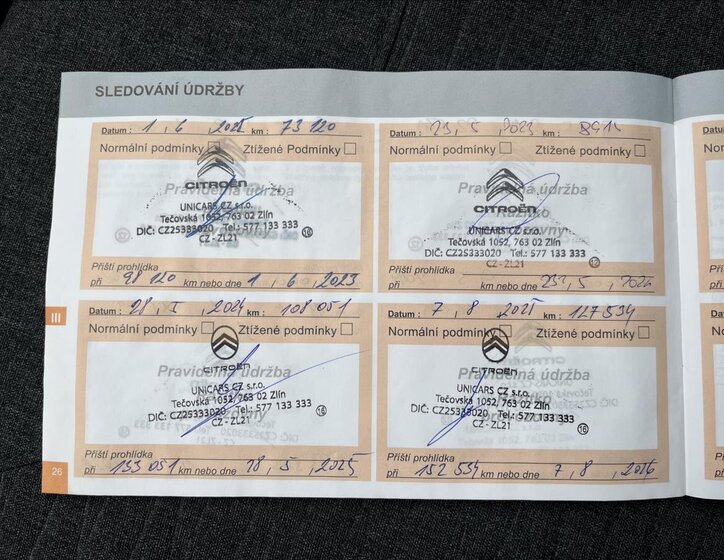 SLEDOVÁNÍ ÚDRŽBY
Datum : 1 , 6 , 2022 km : 73 120
Normální podmínky Ztížené Podmínky
Pravidelná údržba
CITROËN
UNICARS CZ s.r.o.
Tečovská 1052, 763 02 Zlín
DIČ: CZ25333020 Tel.: 577 133 333
CZ - ZL21 16
Příští prohlídka
při 98 120 km nebo dne 1 , 6 , 2023
Datum : 23 , 5 , 2023 km :
Normální podmínky Ztížené Podmínky
Pravidelná údržba
CITROËN
UNICARS CZ s.r.o.
Tečovská 1052, 763 02 Zlín
DIČ: CZ25333020 Tel.: 577 133 333
CZ - ZL21 16
Příští prohlídka
při km nebo dne 23 , 5 , 2024
III
Datum : 28 , 5 , 2024 km : 108 051
Normální podmínky Ztížené Podmínky
Pravidelná údržba
CITROËN
UNICARS CZ s.r.o.
Tečovská 1052, 763 02 Zlín
DIČ: CZ25333020 Tel.: 577 133 333
CZ - ZL21 16
Příští prohlídka
při 133 051 km nebo dne 28 , 5 , 2025
Datum : 7 , 8 , 2025 km : 127 534
Normální podmínky Ztížené Podmínky
Pravidelná údržba
CITROËN
UNICARS CZ s.r.o.
Tečovská 1052, 763 02 Zlín
DIČ: CZ25333020 Tel.: 577 133 333
CZ - ZL21 16
Příští prohlídka
při 152 534 km nebo dne 7 , 8 , 2026
26